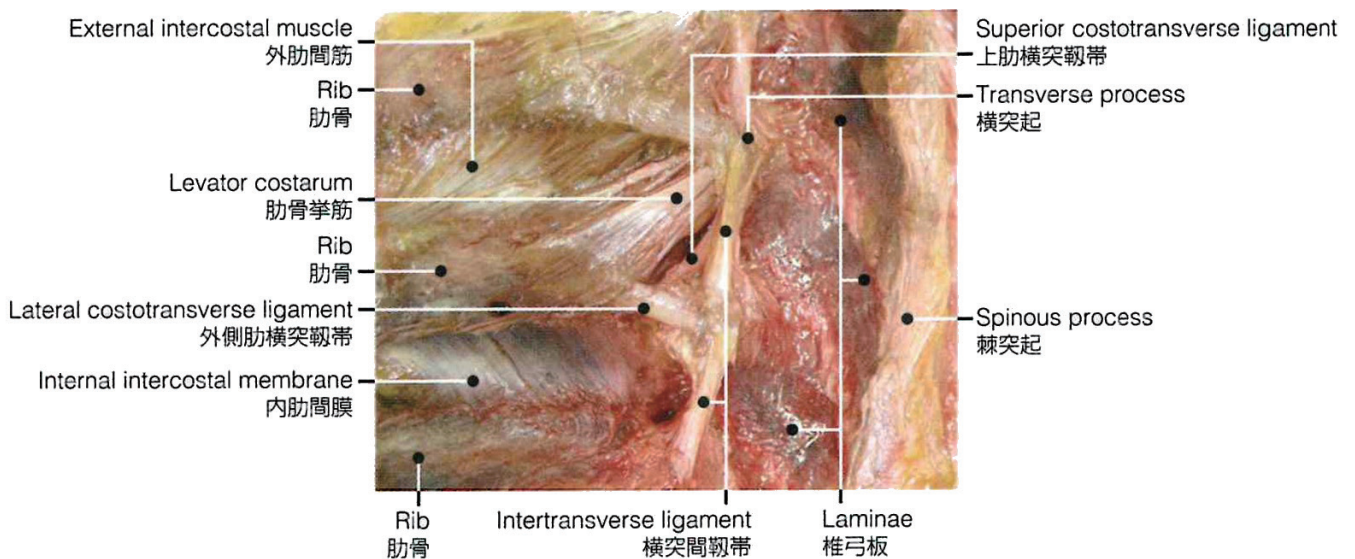 External intercostal muscle
外肋間筋
Rib
肋骨
Levator costarum
肋骨挙筋
Rib
肋骨
Lateral costotransverse ligament
外側肋横突靱帯
Internal intercostal membrane
内肋間膜
Rib
肋骨
Intertransverse ligament
横突間靱帯
Laminae
椎弓板
Superior costotransverse ligament
上肋横突靱帯
Transverse process
横突起
Spinous process
棘突起